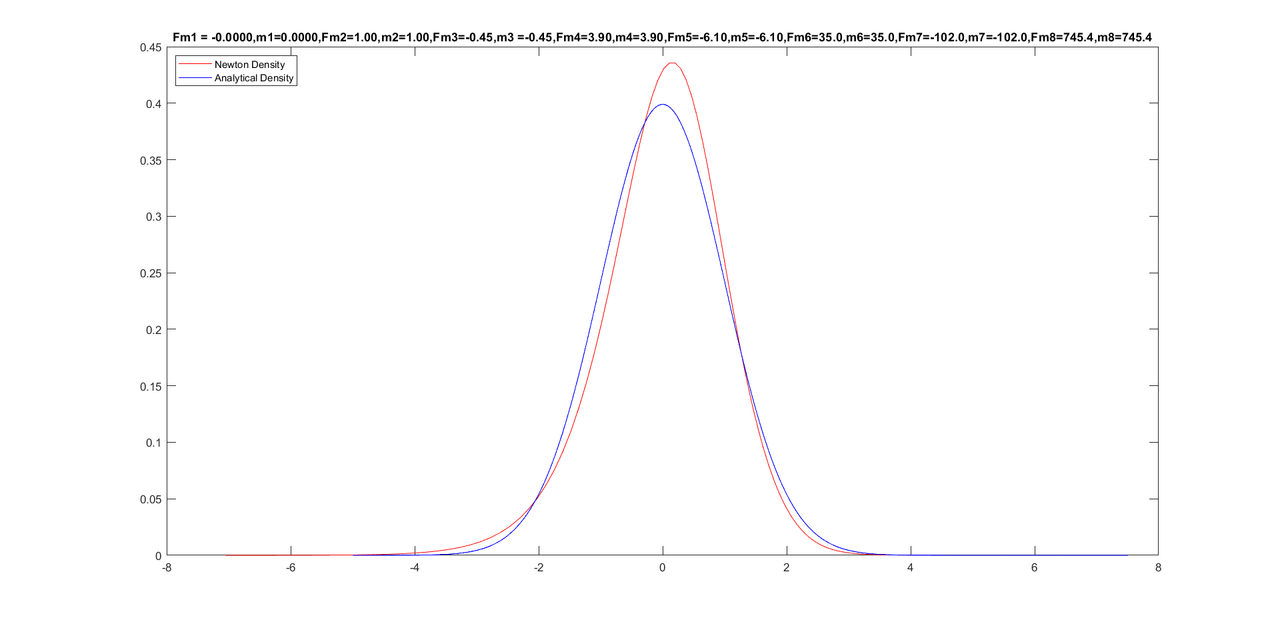 Fm1 = -0.0000,m1=0.0000,Fm2=1.00,m2=1.00,Fm3=-0.45,m3 =-0.45,Fm4=3.90,m4=3.90,Fm5=-6.10,m5=-6.10,Fm6=35.0,m6=35.0,Fm7=-102.0,m7=-102.0,Fm8=745.4,m8=745.4
Newton Density
Analytical Density
0.45
0.4
0.35
0.3
0.25
0.2
0.15
0.1
0.05
0
-8 -6 -4 -2 0 2 4 6 8